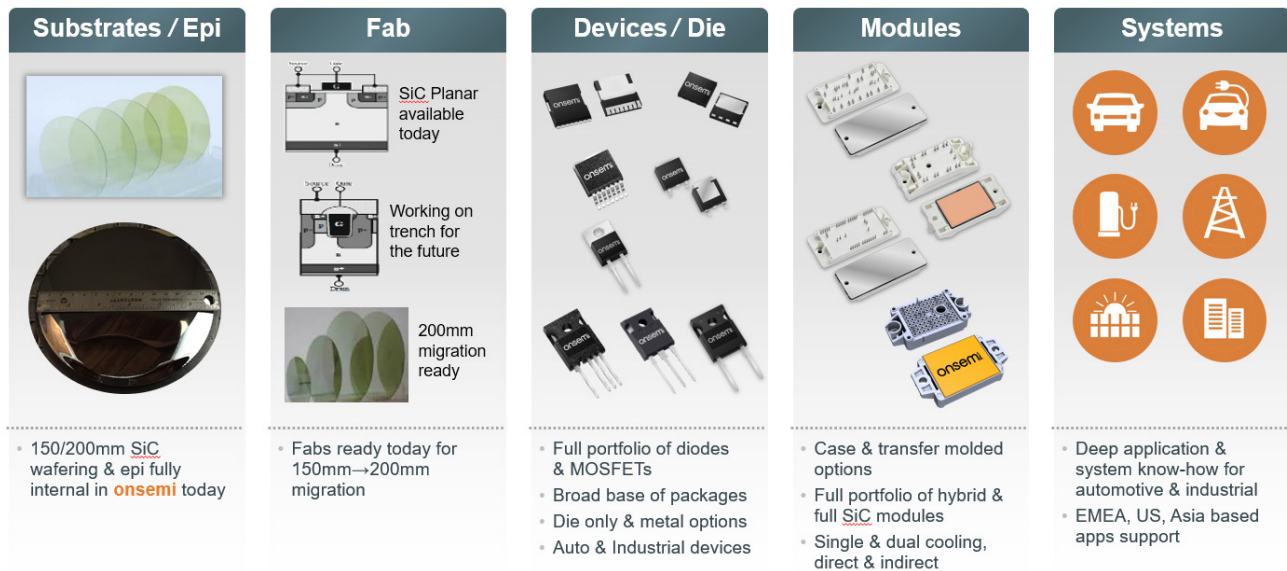 Substrates / Epi
Fab
Devices / Die
Modules
Systems
SiC Planar
available
today
G
Working on
trench for
the future
G
200mm
migration
ready
onsemi
onsemi
onsemi
onsemi
onsemi
onsemi
onsemi
onsemi
onsemi
• 150/200mm SiC
wafering & epi fully
internal in onsemi today
• Fabs ready today for
150mm→200mm
migration
• Full portfolio of diodes
& MOSFETs
• Broad base of packages
• Die only & metal options
• Auto & Industrial devices
• Case & transfer molded
options
• Full portfolio of hybrid &
full SiC modules
• Single & dual cooling,
direct & indirect
• Deep application &
system know-how for
automotive & industrial
• EMEA, US, Asia based
apps support